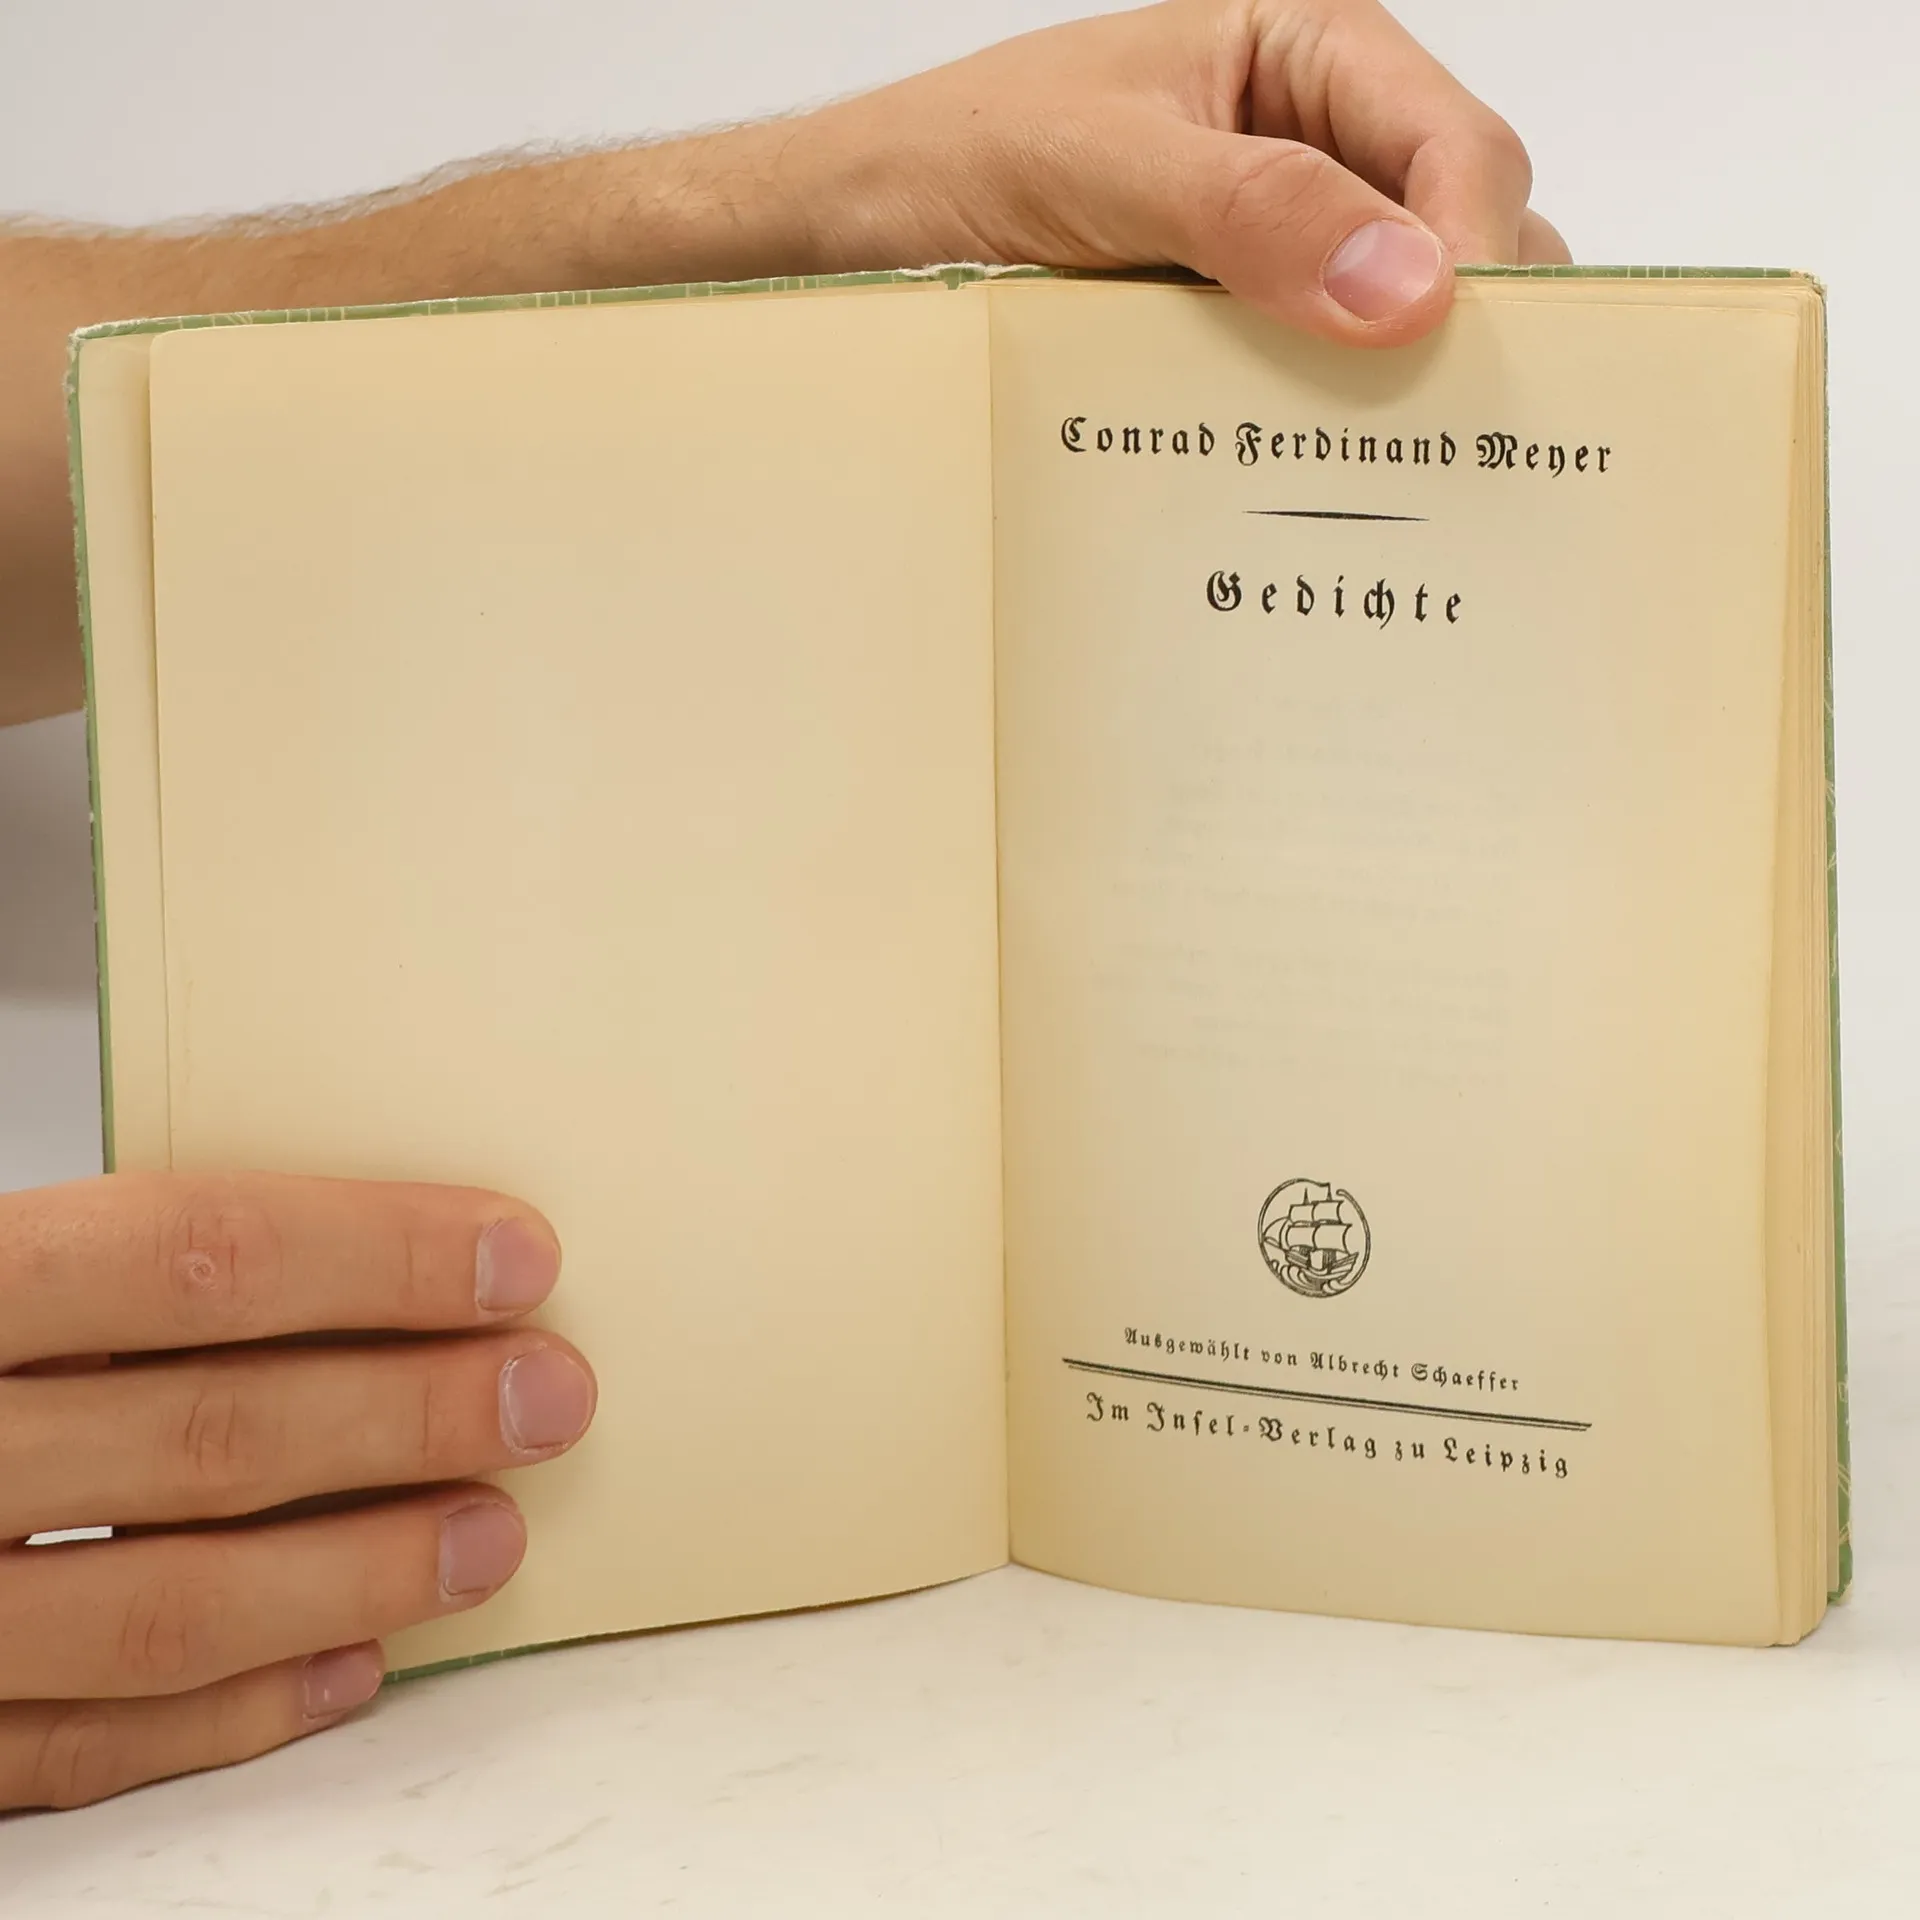 Conrad Ferdinand Meyer
Gedichte
Ausgewählt von Albrecht Schaeffer
Im Insel-Verlag zu Leipzig